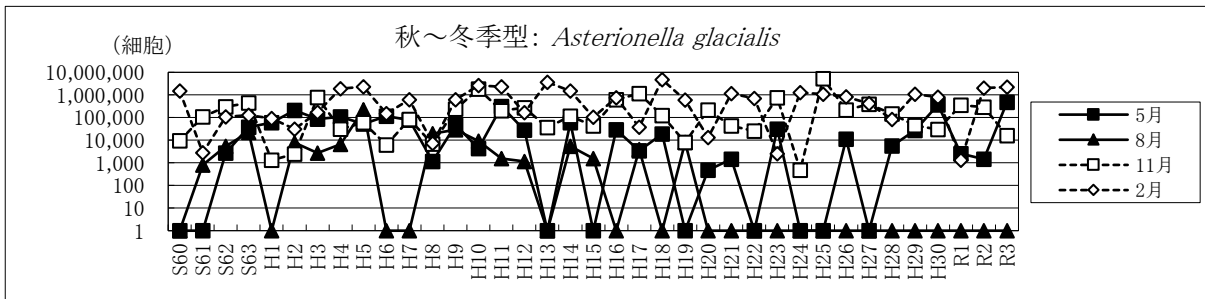 秋～冬季型: Asterionella glacialis
（細胞）
10,000,000
1,000,000
100,000
10,000
1,000
100
10
1
S60 S61 S62 S63 H1 H2 H3 H4 H5 H6 H7 H8 H9 H10 H11 H12 H13 H14 H15 H16 H17 H18 H19 H20 H21 H22 H23 H24 H25 H26 H27 H28 H29 H30 R1 R2 R3
5月
8月
11月
2月